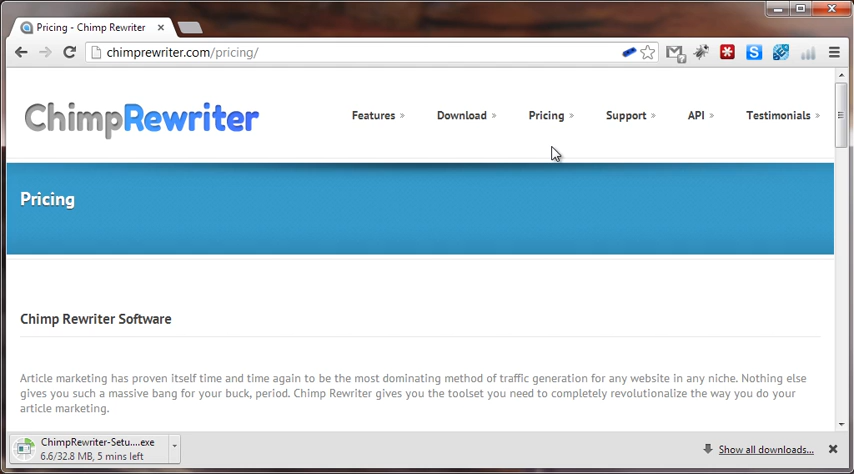 Pricing - Chimp Rewriter
chimprewriter.com/pricing/
ChimpRewriter
Features » Download » Pricing » Support » API » Testimonials »
Pricing
Chimp Rewriter Software
Article marketing has proven itself time and time again to be the most dominating method of traffic generation for any website in any niche. Nothing else
gives you such a massive bang for your buck, period. Chimp Rewriter gives you the toolset you need to completely revolutionalize the way you do your
article marketing.
ChimpRewriter-Setu....exe
6.6/32.8 MB, 5 mins left
Show all downloads...